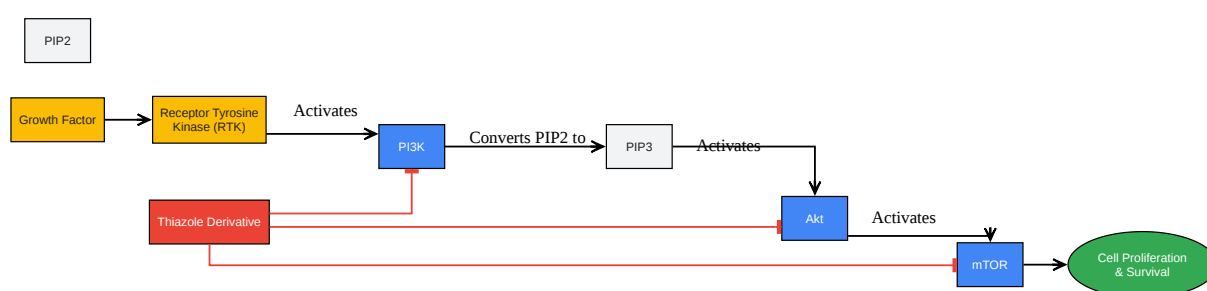 PIP2
Growth Factor
Receptor Tyrosine
Kinase (RTK)
Activates
PI3K
Converts PIP2 to
PIP3
Activates
Thiazole Derivative
Akt
Activates
mTOR
Cell Proliferation
& Survival